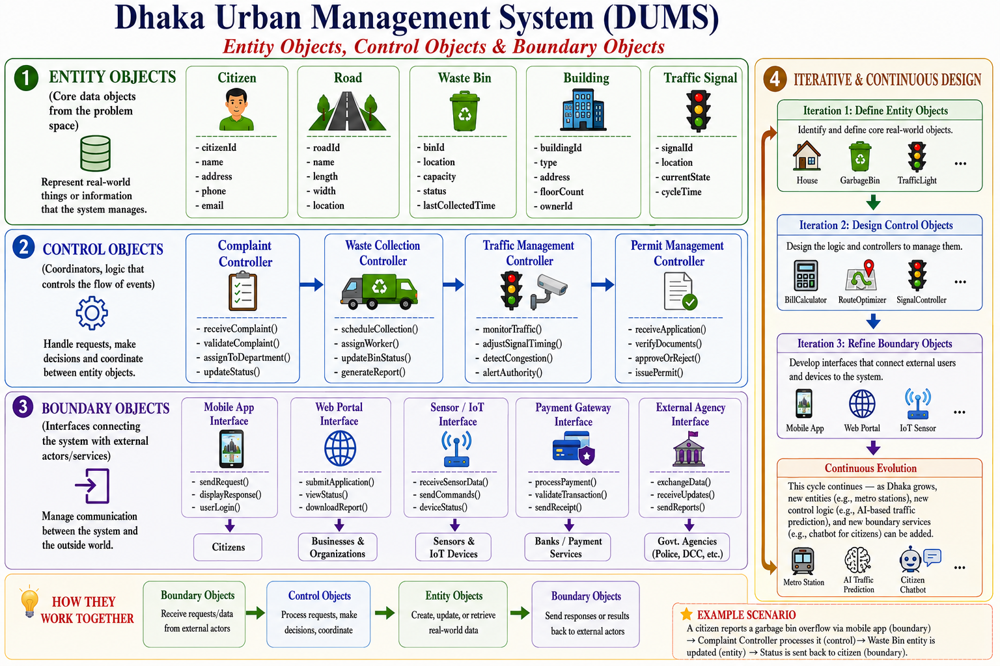 Dhaka Urban Management System (DUMS)
Entity Objects, Control Objects & Boundary Objects
1 ENTITY OBJECTS
(Core data objects
from the problem
space)
Represent real-world
things or information
that the system manages.
Citizen
- citizenId
- name
- address
- phone
- email
Road
- roadId
- name
- length
- width
- location
Waste Bin
- binId
- location
- capacity
- status
- lastCollectedTime
Building
- buildingId
- type
- address
- floorCount
- ownerId
Traffic Signal
- signalId
- location
- currentState
- cycleTime
2 CONTROL OBJECTS
(Coordinators, logic that
controls the flow of events)
Handle requests, make
decisions and coordinate
between entity objects.
Complaint
Controller
- receiveComplaint()
- validateComplaint()
- assignToDepartment()
- updateStatus()
Waste Collection
Controller
- scheduleCollection()
- assignWorker()
- updateBinStatus()
- generateReport()
Traffic Management
Controller
- monitorTraffic()
- adjustSignalTiming()
- detectCongestion()
- alertAuthority()
Permit Management
Controller
- receiveApplication()
- verifyDocuments()
- approveOrReject()
- issuePermit()
3 BOUNDARY OBJECTS
(Interfaces connecting
the system with external
actors/services)
Manage communication
between the system and
the outside world.
Mobile App
Interface
- sendRequest()
- displayResponse()
- userLogin()
Citizens
Web Portal
Interface
- submitApplication()
- viewStatus()
- downloadReport()
Businesses &
Organizations
Sensor / IoT
Interface
- receiveSensorData()
- sendCommands()
- deviceStatus()
Sensors &
IoT Devices
Payment Gateway
Interface
- processPayment()
- validateTransaction()
- sendReceipt()
Banks / Payment
Services
External Agency
Interface
- exchangeData()
- receiveUpdates()
- sendReports()
Govt. Agencies
(Police, DCC, etc.)
HOW THEY
WORK TOGETHER
Boundary Objects
Receive requests/data
from external actors
Control Objects
Process requests, make
decisions, coordinate
Entity Objects
Create, update, or retrieve
real-world data
Boundary Objects
Send responses or results
back to external actors
4 ITERATIVE & CONTINUOUS DESIGN
Iteration 1: Define Entity Objects
Identify and define core real-world objects.
House GarbageBin TrafficLight ...
Iteration 2: Design Control Objects
Design the logic and controllers to manage them.
BillCalculator RouteOptimizer SignalController ...
Iteration 3: Refine Boundary Objects
Develop interfaces that connect external users
and devices to the system.
Mobile App Web Portal IoT Sensor ...
Continuous Evolution
This cycle continues — as Dhaka grows,
new entities (e.g., metro stations), new
control logic (e.g., AI-based traffic
prediction), and new boundary services
(e.g., chatbot for citizens) can be added.
Metro Station
AI Traffic
Prediction
Citizen
Chatbot
...
EXAMPLE SCENARIO
A citizen reports a garbage bin overflow via mobile app (boundary)
→ Complaint Controller processes it (control) → Waste Bin entity is
updated (entity) → Status is sent back to citizen (boundary).